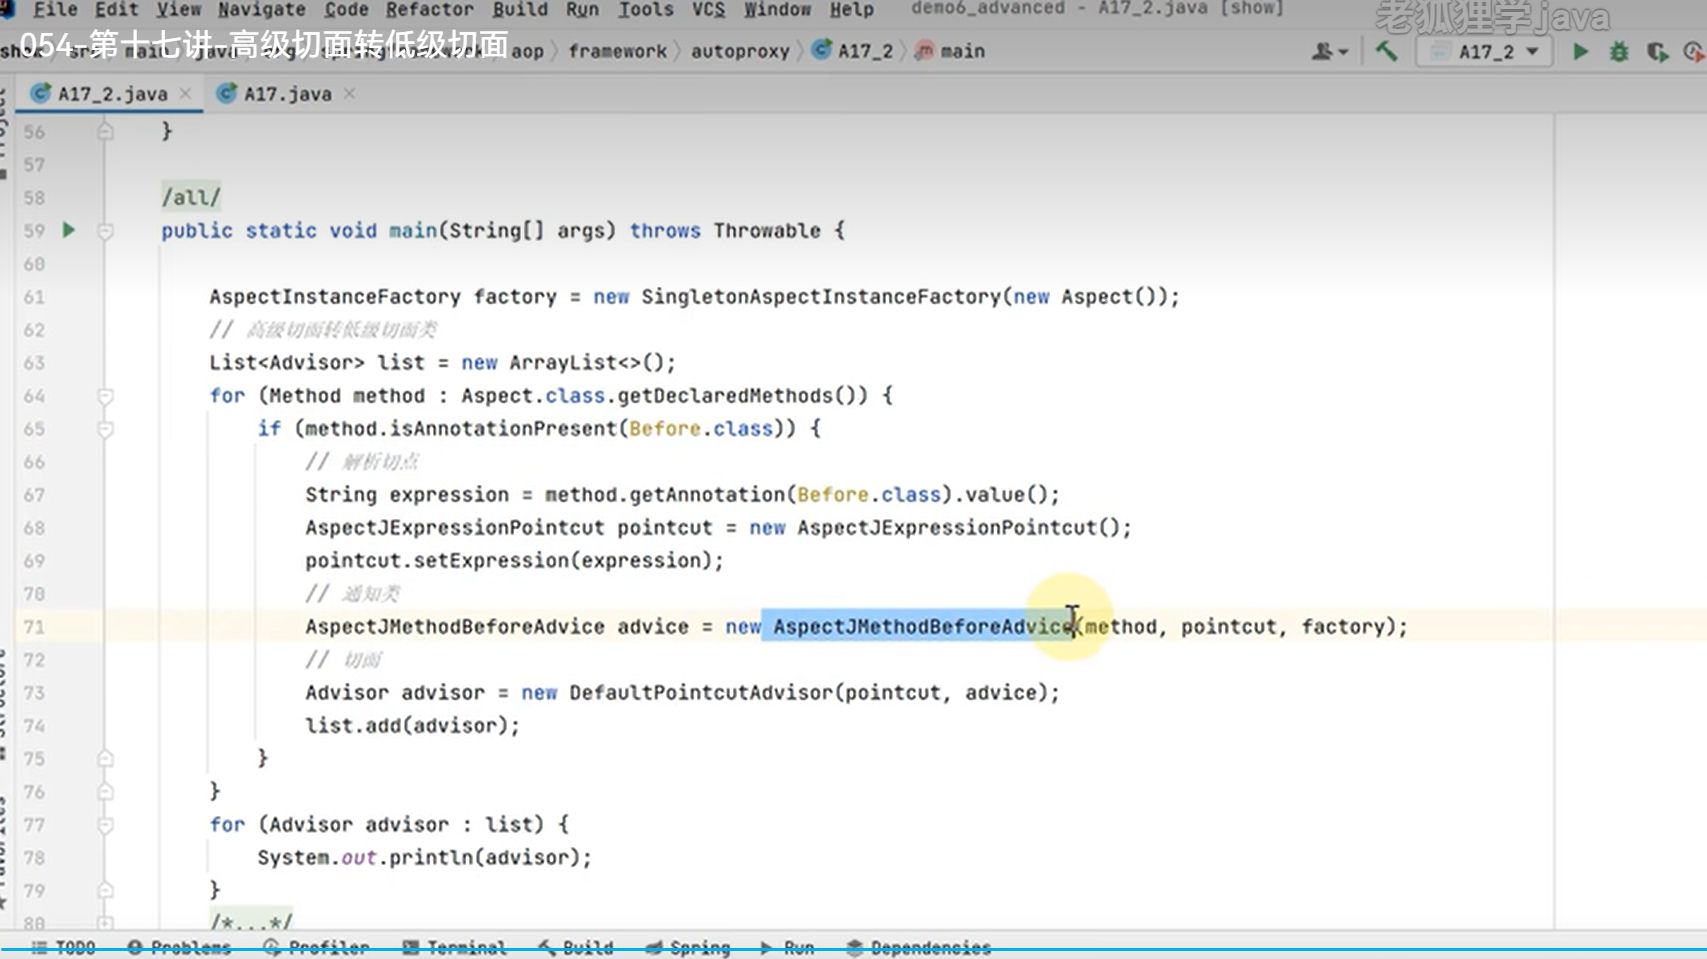 File Edit View Navigate Code Refactor Build Run Tools VCS Window Help demo6_advanced - A17_2.java [show]
老狐狸学java
054-第十七讲-高级切面转低级切面
aop framework autoproxy A17_2 main
A17_2
A17_2.java A17.java
56 }
57
58 /all/
59 public static void main(String[] args) throws Throwable {
60
61 AspectInstanceFactory factory = new SingletonAspectInstanceFactory(new Aspect());
62 // 高级切面转低级切面类
63 List<Advisor> list = new ArrayList<>();
64 for (Method method : Aspect.class.getDeclaredMethods()) {
65 if (method.isAnnotationPresent(Before.class)) {
66 // 解析切点
67 String expression = method.getAnnotation(Before.class).value();
68 AspectJExpressionPointcut pointcut = new AspectJExpressionPointcut();
69 pointcut.setExpression(expression);
70 // 通知类
71 AspectJMethodBeforeAdvice advice = new AspectJMethodBeforeAdvice(method, pointcut, factory);
72 // 切面
73 Advisor advisor = new DefaultPointcutAdvisor(pointcut, advice);
74 list.add(advisor);
75 }
76 }
77 for (Advisor advisor : list) {
78 System.out.println(advisor);
79 }
80 /*...*/
TODO Problems Profiler Terminal Build Spring Run Dependencies